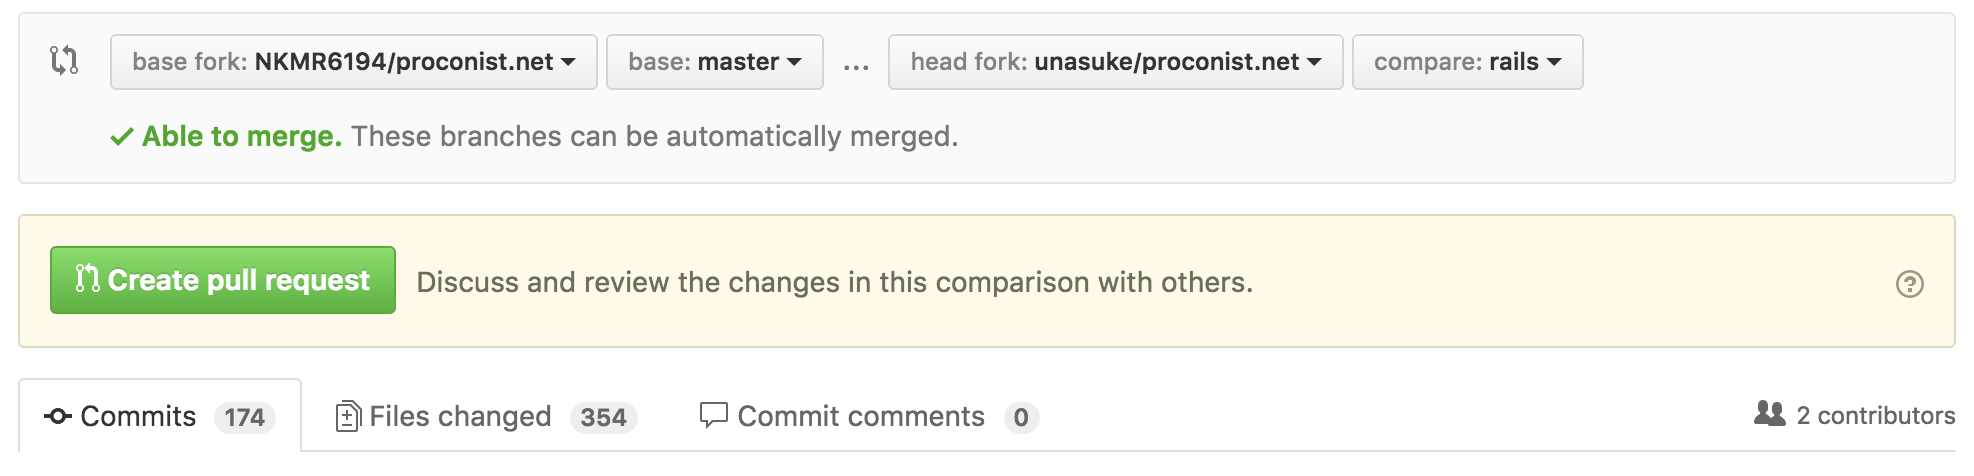 base fork: NKMR6194/proconist.net base: master ... head fork: unasuke/proconist.net compare: rails
Able to merge. These branches can be automatically merged.
Create pull request Discuss and review the changes in this comparison with others.
Commits 174 Files changed 354 Commit comments 0 2 contributors